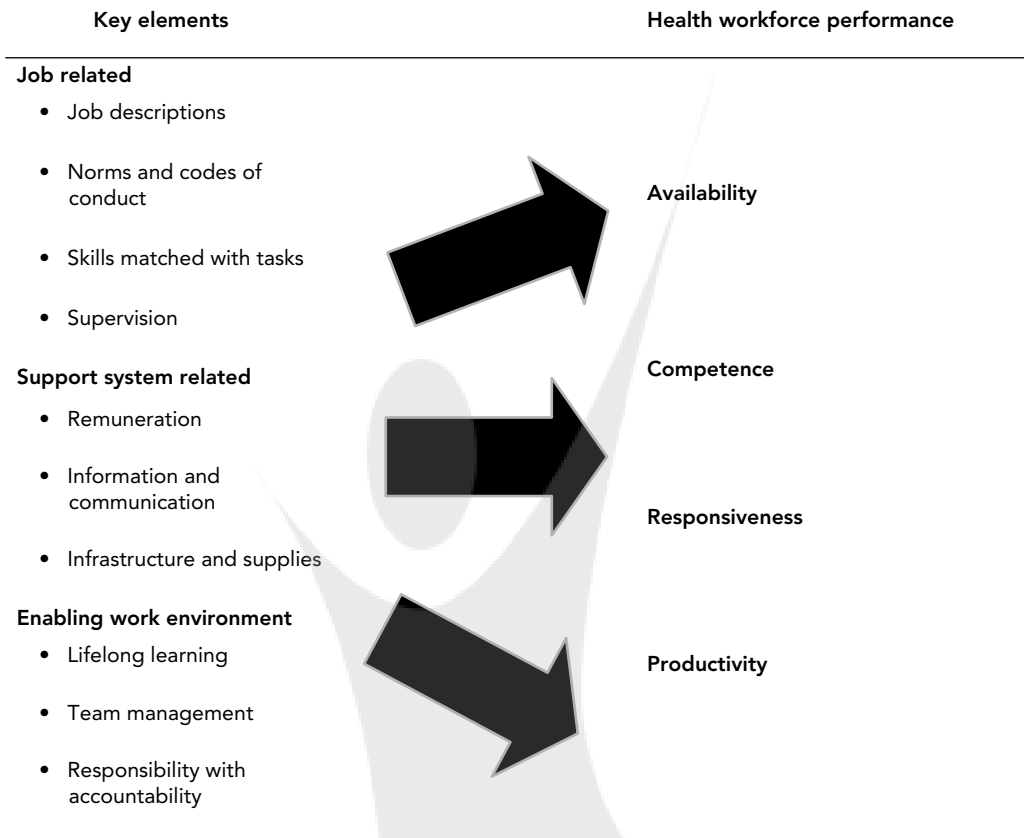 Key elements
Health workforce performance
Job related
• Job descriptions
• Norms and codes of
conduct
• Skills matched with tasks
• Supervision
Support system related
• Remuneration
• Information and
communication
• Infrastructure and supplies
Enabling work environment
• Lifelong learning
• Team management
• Responsibility with
accountability
Availability
Competence
Responsiveness
Productivity